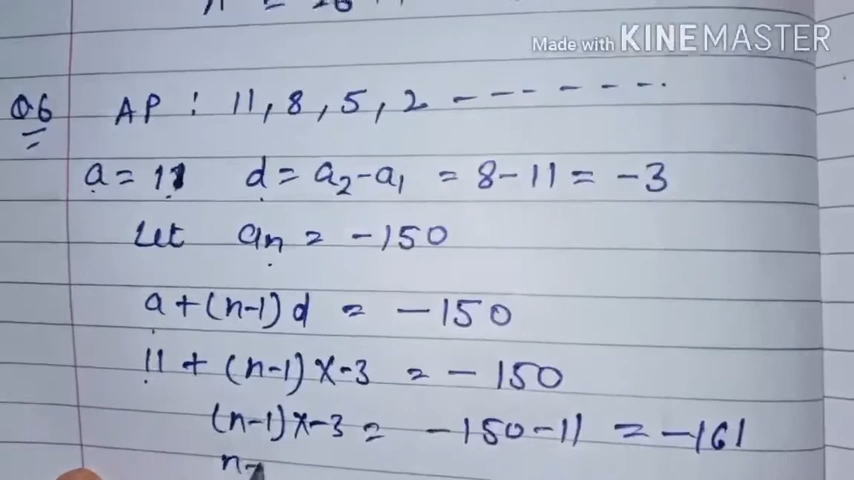 Made with KINEMASTER
Q6 AP : 11, 8, 5, 2 -------.
a = 11 d = a₂-a₁ = 8-11 = -3
Let an = -150
a + (n-1) d = -150
11 + (n-1) x -3 = -150
(n-1) x -3 = -150-11 = -161
n-